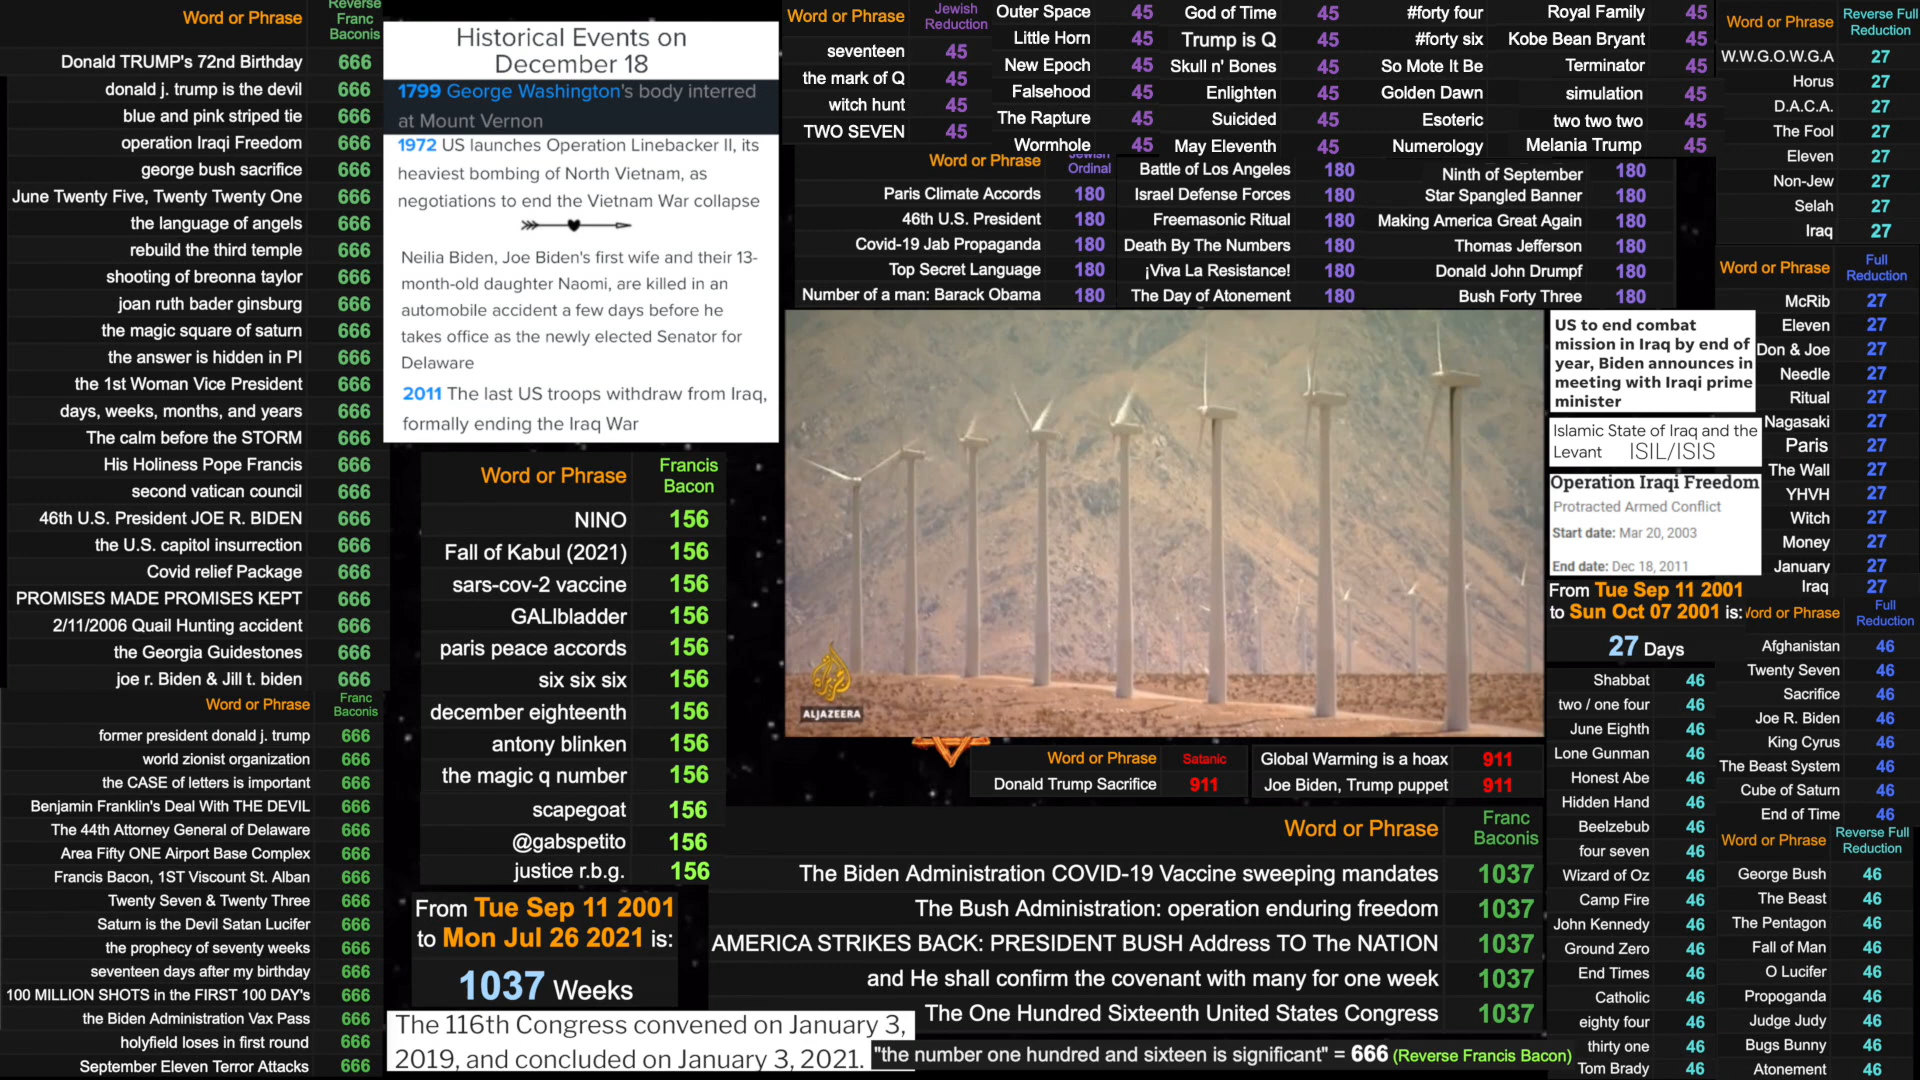 Word or Phrase Reverse Franc Baconis
Donald TRUMP's 72nd Birthday 666
donald j. trump is the devil 666
blue and pink striped tie 666
operation Iraqi Freedom 666
george bush sacrifice 666
June Twenty Five, Twenty Twenty One 666
the language of angels 666
rebuild the third temple 666
shooting of breonna taylor 666
joan ruth bader ginsburg 666
the magic square of saturn 666
the answer is hidden in PI 666
the 1st Woman Vice President 666
days, weeks, months, and years 666
The calm before the STORM 666
His Holiness Pope Francis 666
second vatican council 666
46th U.S. President JOE R. BIDEN 666
the U.S. capitol insurrection 666
Covid relief Package 666
PROMISES MADE PROMISES KEPT 666
2/11/2006 Quail Hunting accident 666
the Georgia Guidestones 666
joe r. Biden & Jill t. biden 666
Word or Phrase Franc Baconis
former president donald j. trump 666
world zionist organization 666
the CASE of letters is important 666
Benjamin Franklin's Deal With THE DEVIL 666
The 44th Attorney General of Delaware 666
Area Fifty ONE Airport Base Complex 666
Francis Bacon, 1ST Viscount St. Alban 666
Twenty Seven & Twenty Three 666
Saturn is the Devil Satan Lucifer 666
the prophecy of seventy weeks 666
seventeen days after my birthday 666
100 MILLION SHOTS in the FIRST 100 DAY's 666
the Biden Administration Vax Pass 666
holyfield loses in first round 666
September Eleven Terror Attacks 666
Historical Events on
December 18
1799 George Washington's body interred
at Mount Vernon
1972 US launches Operation Linebacker II, its
heaviest bombing of North Vietnam, as
negotiations to end the Vietnam War collapse
Neilia Biden, Joe Biden's first wife and their 13-
month-old daughter Naomi, are killed in an
automobile accident a few days before he
takes office as the newly elected Senator for
Delaware
2011 The last US troops withdraw from Iraq,
formally ending the Iraq War
Word or Phrase Francis Bacon
NINO 156
Fall of Kabul (2021) 156
sars-cov-2 vaccine 156
GALlbladder 156
paris peace accords 156
six six six 156
december eighteenth 156
antony blinken 156
the magic q number 156
scapegoat 156
@gabspetito 156
justice r.b.g. 156
From Tue Sep 11 2001
to Mon Jul 26 2021 is:
1037 Weeks
The 116th Congress convened on January 3,
2019, and concluded on January 3, 2021.
Word or Phrase Jewish Reduction
seventeen 45
the mark of Q 45
witch hunt 45
TWO SEVEN 45
Outer Space 45
Little Horn 45
New Epoch 45
Falsehood 45
The Rapture 45
Wormhole 45
God of Time 45
Trump is Q 45
Skull n' Bones 45
Enlighten 45
Suicided 45
May Eleventh 45
#forty four 45
#forty six
So Mote It Be
Golden Dawn
Esoteric
Numerology
Royal Family 45
Kobe Bean Bryant 45
Terminator 45
simulation 45
two two two 45
Melania Trump 45
Word or Phrase Jewish Ordinal
Paris Climate Accords 180
46th U.S. President 180
Covid-19 Jab Propaganda 180
Top Secret Language 180
Number of a man: Barack Obama 180
Battle of Los Angeles 180
Israel Defense Forces 180
Freemasonic Ritual 180
Death By The Numbers 180
¡Viva La Resistance! 180
The Day of Atonement 180
Ninth of September 180
Star Spangled Banner 180
Making America Great Again 180
Thomas Jefferson 180
Donald John Drumpf 180
Bush Forty Three 180
ALJAZEERA
Word or Phrase Satanic
Donald Trump Sacrifice 911
Global Warming is a hoax 911
Joe Biden, Trump puppet 911
Word or Phrase Franc Baconis
The Biden Administration COVID-19 Vaccine sweeping mandates 1037
The Bush Administration: operation enduring freedom 1037
AMERICA STRIKES BACK: PRESIDENT BUSH Address TO The NATION 1037
and He shall confirm the covenant with many for one week 1037
The One Hundred Sixteenth United States Congress 1037
"the number one hundred and sixteen is significant" = 666 (Reverse Francis Bacon)
US to end combat
mission in Iraq by end of
year, Biden announces in
meeting with Iraqi prime
minister
Islamic State of Iraq and the
Levant ISIL/ISIS
Operation Iraqi Freedom
Protracted Armed Conflict
Start date: Mar 20, 2003
End date: Dec 18, 2011
From Tue Sep 11 2001
to Sun Oct 07 2001 is:
27 Days
Shabbat 46
two / one four 46
June Eighth 46
Lone Gunman 46
Honest Abe 46
Hidden Hand 46
Beelzebub 46
four seven 46
Wizard of Oz 46
Camp Fire 46
John Kennedy 46
Ground Zero 46
End Times 46
Catholic 46
eighty four 46
thirty one 46
Tom Brady 46
Word or Phrase Reverse Full Reduction
W.W.G.O.W.G.A 27
Horus 27
D.A.C.A. 27
The Fool 27
Eleven 27
Non-Jew 27
Selah 27
Iraq 27
Word or Phrase Full Reduction
McRib 27
Eleven 27
Don & Joe 27
Needle 27
Ritual 27
Nagasaki 27
Paris 27
The Wall 27
YHVH 27
Witch 27
Money 27
January 27
Iraq 27
Word or Phrase Full Reduction
Afghanistan 46
Twenty Seven 46
Sacrifice 46
Joe R. Biden 46
King Cyrus 46
The Beast System 46
Cube of Saturn 46
End of Time 46
Word or Phrase Reverse Full Reduction
George Bush 46
The Beast 46
The Pentagon 46
Fall of Man 46
O Lucifer 46
Propoganda 46
Judge Judy 46
Bugs Bunny 46
Atonement 46